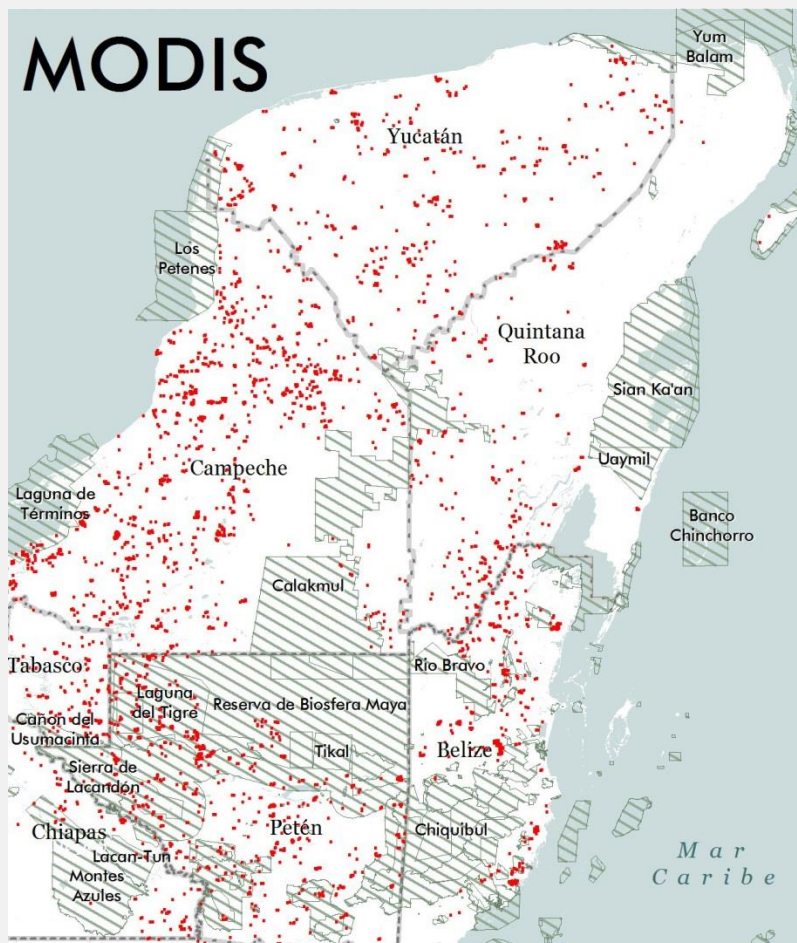 MODIS
Yum
Balam
Yucatán
Los
Petenes
Quintana
Roo
Sian Ka'an
Campeche
Uaymil
Laguna de
Términos
Banco
Chinchorro
Calakmul
Tabasco
Rio Bravo
Laguna
del Tigre
Reserva de Biosfera Maya
Cañon del
Usumacinta
Tikal
Belize
Sierra de
Lacandón
Petén
Chiquibul
Chiapas
Lacan-Tun
Montes
Azules
Mar
Caribe